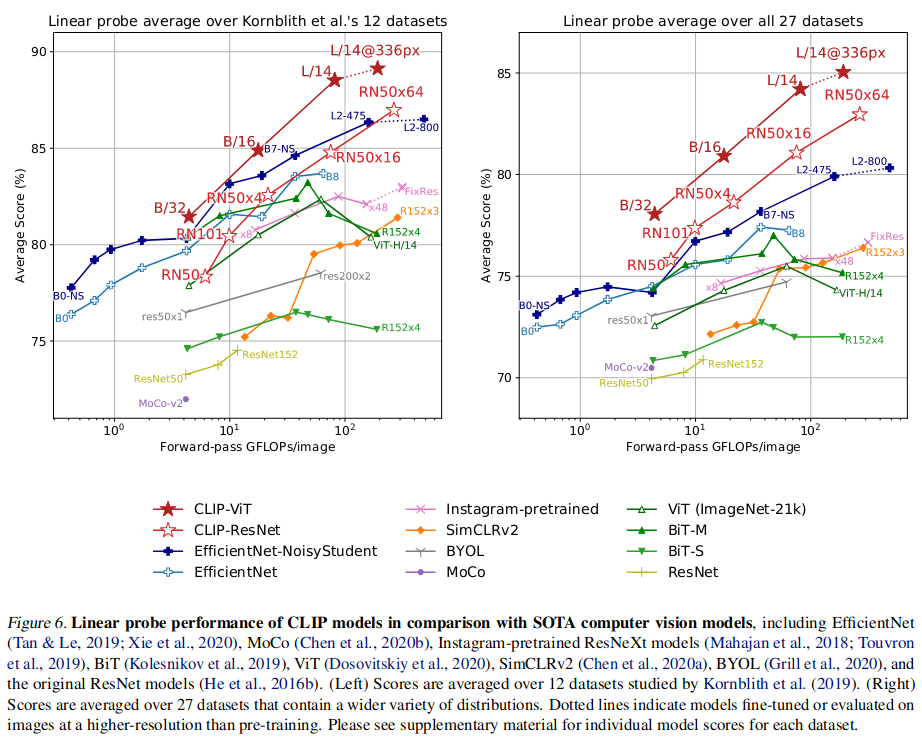 Linear probe average over Kornblith et al.'s 12 datasets
90
85
80
75
Average Score (%)
L/14@336px
L/14
RN50x64
L2-475
L2-800
B/16
B7-NS
RN50x16
B8
RN50x4
FixRes
x48
B/32
R152x3
RN101
x8
R152x4
ViT-H/14
RN50
res200x2
B0-NS
B0
res50x1
R152x4
ResNet152
ResNet50
MoCo-v2
10⁰
10¹
10²
Forward-pass GFLOPs/image
Linear probe average over all 27 datasets
85
80
75
70
Average Score (%)
L/14@336px
L/14
RN50x64
RN50x16
B/16
L2-800
L2-475
RN50x4
B/32
B7-NS
RN101
B8
FixRes
R152x3
RN50
x48
x8
R152x4
ViT-H/14
B0-NS
res50x1
B0
R152x4
MoCo-v2
ResNet152
ResNet50
10⁰
10¹
10²
Forward-pass GFLOPs/image
CLIP-ViT
CLIP-ResNet
EfficientNet-NoisyStudent
EfficientNet
Instagram-pretrained
SimCLRv2
BYOL
MoCo
ViT (ImageNet-21k)
BiT-M
BiT-S
ResNet
Figure 6. Linear probe performance of CLIP models in comparison with SOTA computer vision models, including EfficientNet
(Tan & Le, 2019; Xie et al., 2020), MoCo (Chen et al., 2020b), Instagram-pretrained ResNeXt models (Mahajan et al., 2018; Touvron
et al., 2019), BiT (Kolesnikov et al., 2019), ViT (Dosovitskiy et al., 2020), SimCLRv2 (Chen et al., 2020a), BYOL (Grill et al., 2020), and
the original ResNet models (He et al., 2016b). (Left) Scores are averaged over 12 datasets studied by Kornblith et al. (2019). (Right)
Scores are averaged over 27 datasets that contain a wider variety of distributions. Dotted lines indicate models fine-tuned or evaluated on
images at a higher-resolution than pre-training. Please see supplementary material for individual model scores for each dataset.